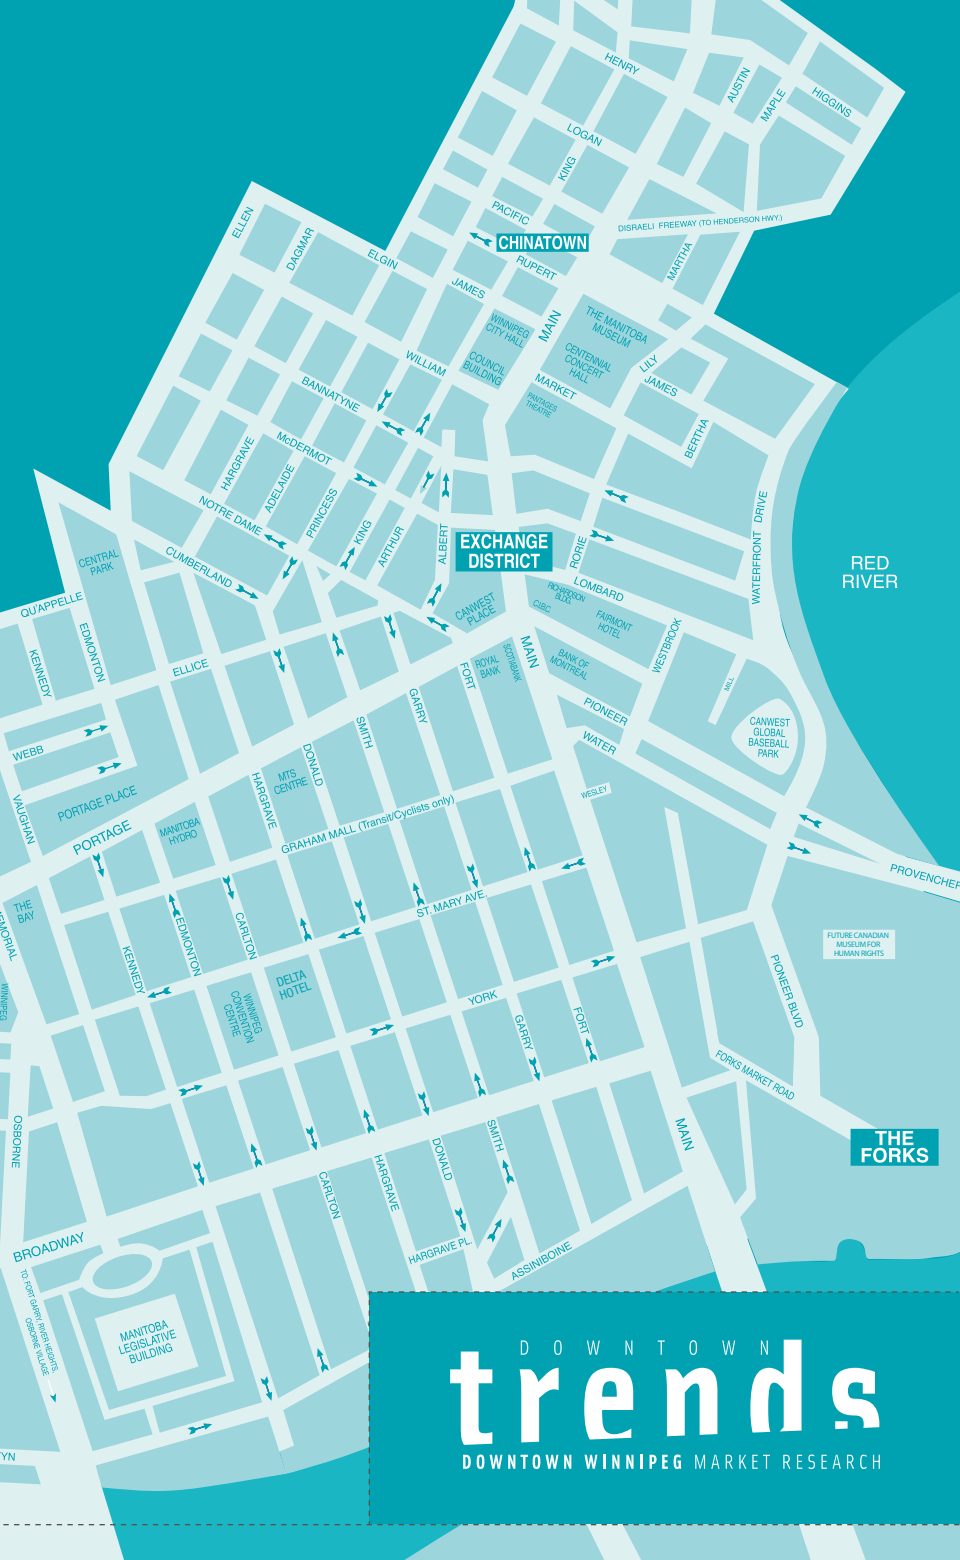 HENRY
AUSTIN
MAPLE
HIGGINS
LOGAN
KING
PACIFIC
DISRAELI FREEWAY (TO HENDERSON HWY.)
CHINATOWN
ELLEN
DAGMAR
ELGIN
RUPERT
MARTHA
JAMES
WINNIPEG
CITY HALL
MAIN
THE MANITOBA
MUSEUM
COUNCIL
BUILDING
CENTENNIAL
CONCERT
HALL
LILY
JAMES
WILLIAM
MARKET
PANTAGES
THEATRE
BANNATYNE
BERTHA
McDERMOT
HARGRAVE
ADELAIDE
PRINCESS
NOTRE DAME
KING
ARTHUR
ALBERT
EXCHANGE
DISTRICT
RORIE
WATERFRONT DRIVE
RED
RIVER
CENTRAL
PARK
CUMBERLAND
LOMBARD
RICHARDSON
BLDG.
C.I.B.C.
FAIRMONT
HOTEL
CANWEST
PLACE
QU'APPELLE
EDMONTON
KENNEDY
ELLICE
MAIN
SCOTIABANK
ROYAL
BANK
FORT
BANK OF
MONTREAL
WESTBROOK
MILL
GARRY
SMITH
PIONEER
WATER
CANWEST
GLOBAL
BASEBALL
PARK
WEBB
DONALD
MTS
CENTRE
HARGRAVE
WESLEY
VAUGHAN
PORTAGE PLACE
PORTAGE
MANITOBA
HYDRO
GRAHAM MALL (Transit/Cyclists only)
PROVENCHER
THE
BAY
EMORIAL
ST. MARY AVE.
CARLTON
EDMONTON
KENNEDY
FUTURE CANADIAN
MUSEUM FOR
HUMAN RIGHTS
WINNIPEG
DELTA
HOTEL
WINNIPEG
CONVENTION
CENTRE
YORK
PIONEER BLVD
GARRY
FORT
FORKS MARKET ROAD
OSBORNE
MAIN
THE
FORKS
SMITH
DONALD
HARGRAVE
CARLTON
BROADWAY
HARGRAVE PL.
ASSINIBOINE
TO: FORT GARRY, RIVER HEIGHTS,
OSBORNE VILLAGE
MANITOBA
LEGISLATIVE
BUILDING
YN
DOWNTOWN
trends
DOWNTOWN WINNIPEG MARKET RESEARCH